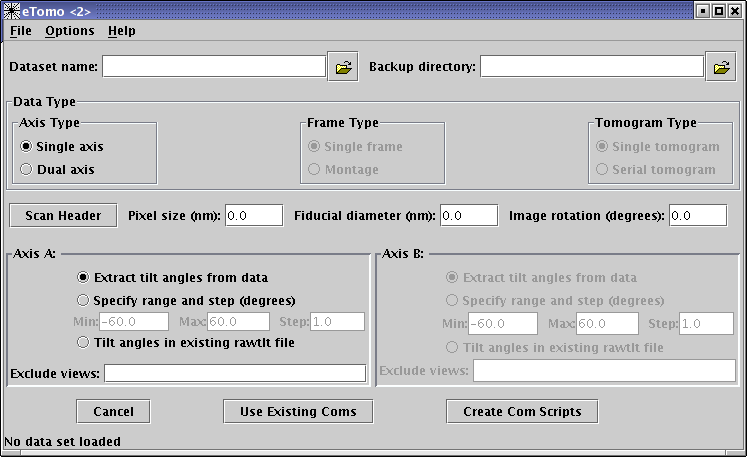 eTomo <2>
File Options Help
Dataset name: Backup directory:
Data Type
Axis Type Frame Type Tomogram Type
Single axis Single frame Single tomogram
Dual axis Montage Serial tomogram
Scan Header Pixel size (nm): 0.0 Fiducial diameter (nm): 0.0 Image rotation (degrees): 0.0
Axis A: Axis B:
Extract tilt angles from data Extract tilt angles from data
Specify range and step (degrees) Specify range and step (degrees)
Min: -60.0 Max: 60.0 Step: 1.0 Min: -60.0 Max: 60.0 Step: 1.0
Tilt angles in existing rawtlt file Tilt angles in existing rawtlt file
Exclude views: Exclude views:
Cancel Use Existing Coms Create Com Scripts
No data set loaded